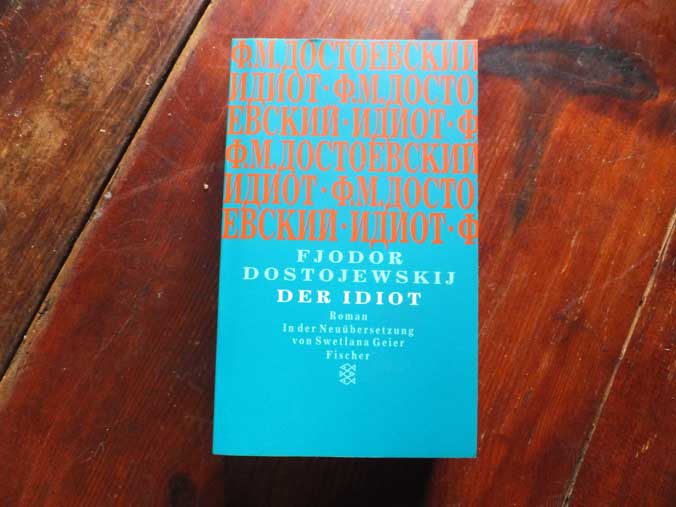 Ф.М.ДОСТОЕВСКИЙ
ИДИОТ·Ф.М.ДОСТО
ЕВСКИЙ·ИДИОТ·Ф
Ф.М.ДОСТОЕВСКИЙ
ИДИОТ·Ф.М.ДОСТО
ЕВСКИЙ·ИДИОТ·Ф
FJODOR
DOSTOJEWSKIJ
DER IDIOT
Roman
In der Neuübersetzung
von Swetlana Geier
Fischer